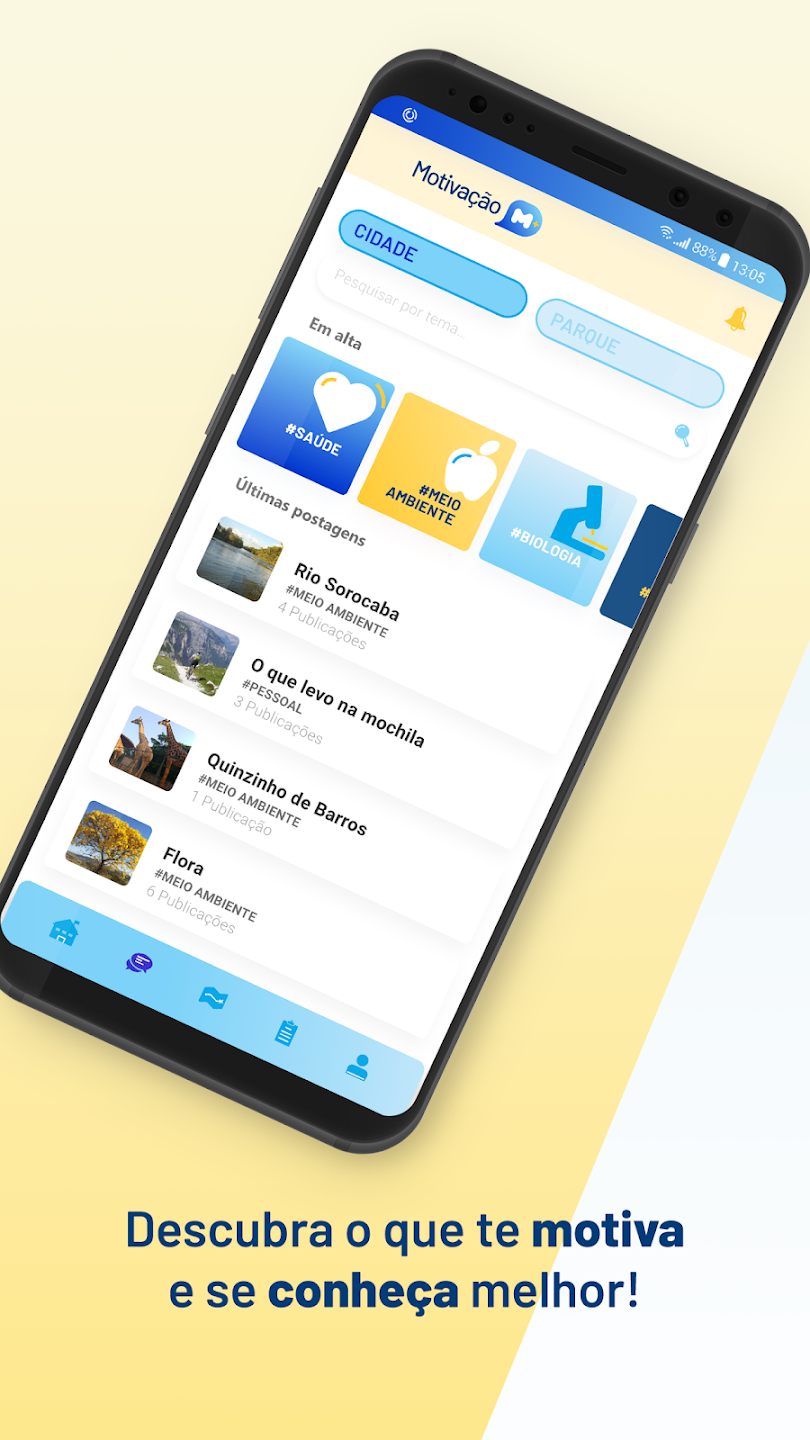 88% 13:05
Motivação
M+
CIDADE
PARQUE
Pesquisar por tema...
Em alta
#SAÚDE
#MEIO
AMBIENTE
#BIOLOGIA
#
Últimas postagens
Rio Sorocaba
#MEIO AMBIENTE
4 Publicações
O que levo na mochila
#PESSOAL
3 Publicações
Quinzinho de Barros
#MEIO AMBIENTE
1 Publicação
Flora
#MEIO AMBIENTE
6 Publicações
Descubra o que te motiva
e se conheça melhor!